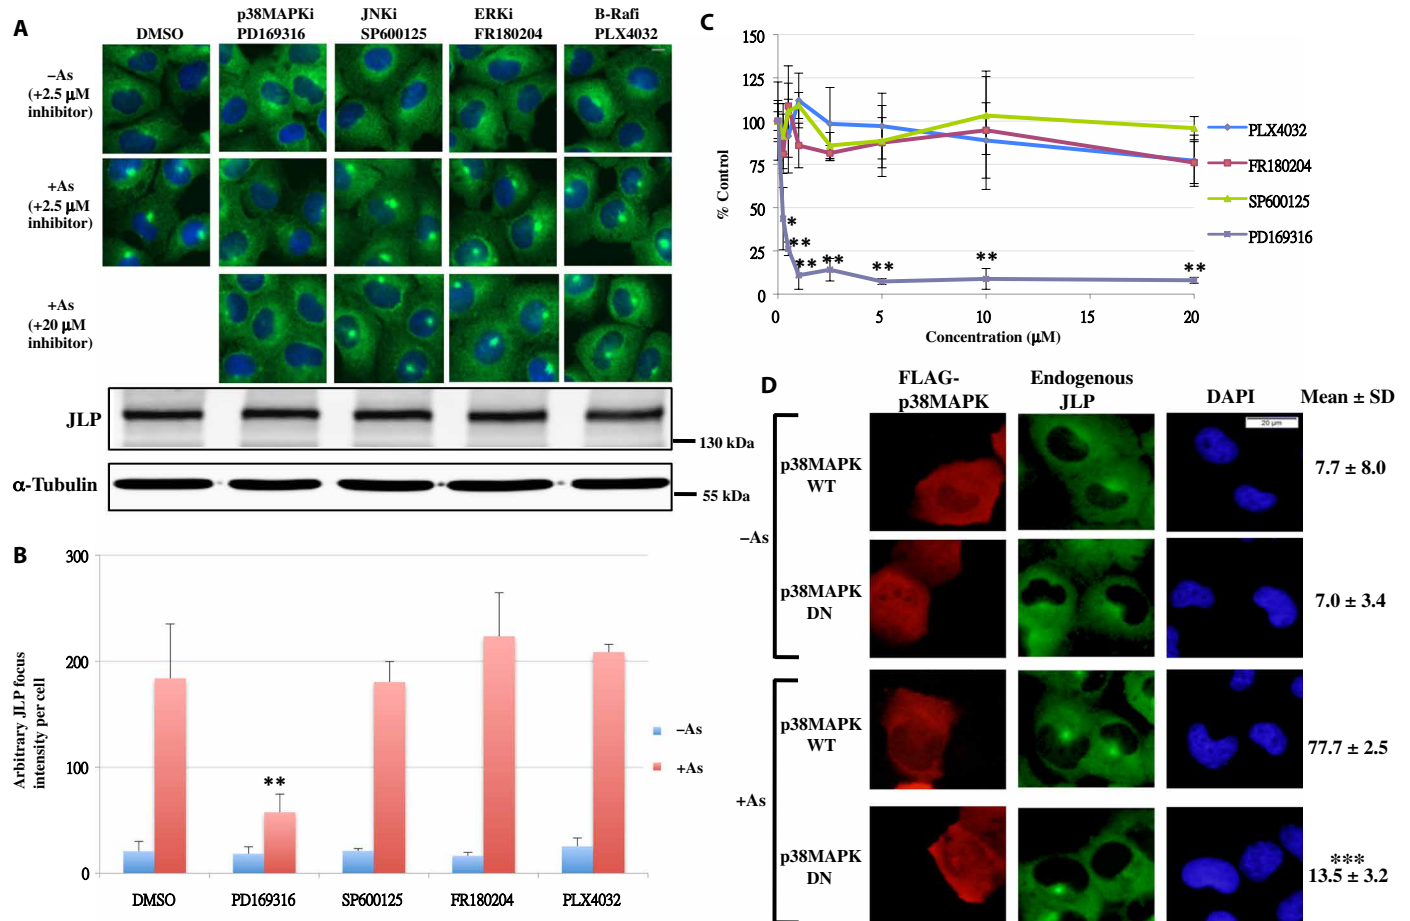 A
DMSO
p38MAPKi
PD169316
JNKi
SP600125
ERKi
FR180204
B-Rafi
PLX4032
–As
(+2.5 µM
inhibitor)
+As
(+2.5 µM
inhibitor)
+As
(+20 µM
inhibitor)
JLP
130 kDa
α-Tubulin
55 kDa
B
Arbitrary JLP focus
intensity per cell
300
200
100
0
**
–As
+As
DMSO
PD169316
SP600125
FR180204
PLX4032
C
% Control
150
125
100
75
50
25
0
*
**
**
**
**
**
**
0
5
10
15
20
Concentration (µM)
PLX4032
FR180204
SP600125
PD169316
D
FLAG-
p38MAPK
Endogenous
JLP
DAPI
Mean ± SD
20 µm
–As
p38MAPK
WT
7.7 ± 8.0
p38MAPK
DN
7.0 ± 3.4
+As
p38MAPK
WT
77.7 ± 2.5
p38MAPK
DN
***
13.5 ± 3.2